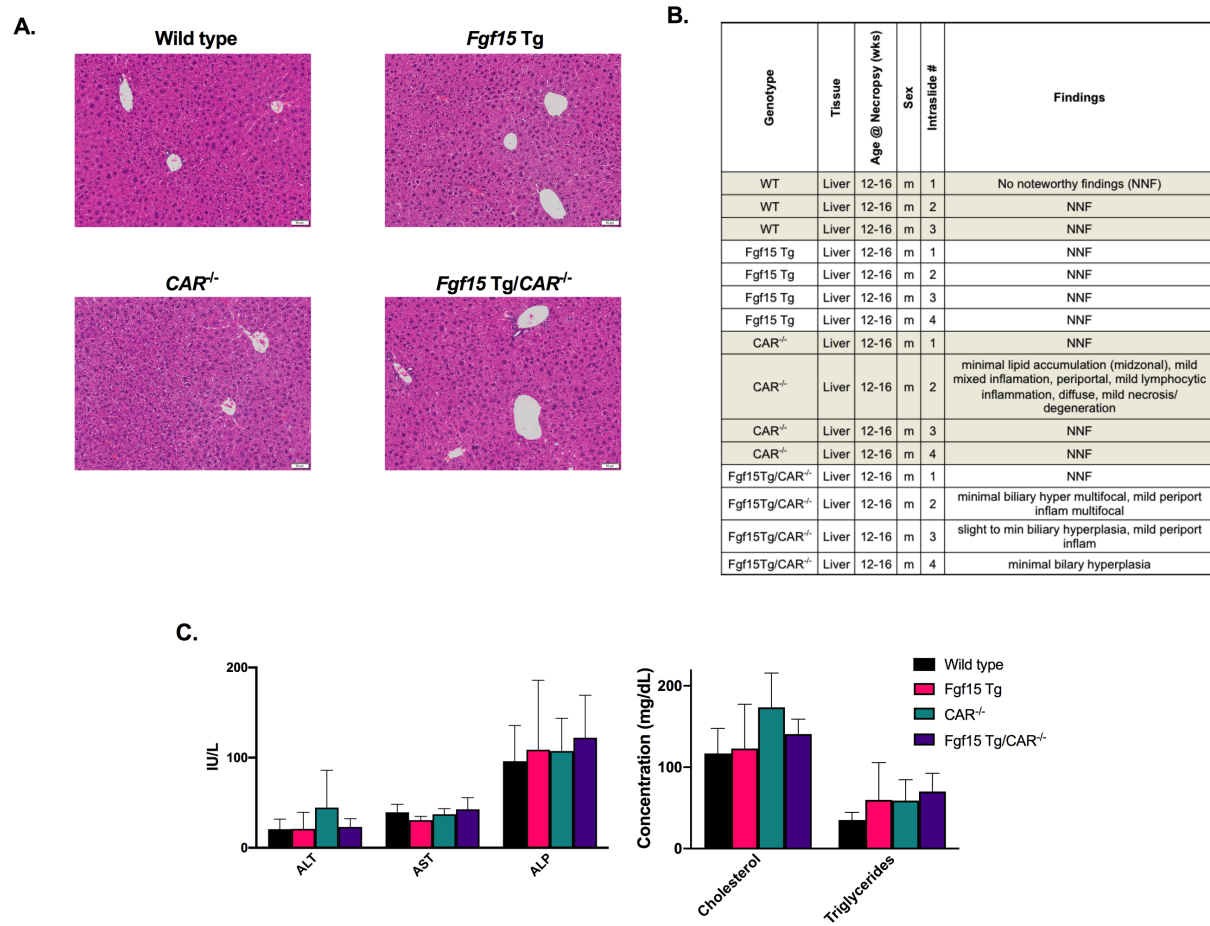 A.
Wild type
Fgf15 Tg
CAR-/-
Fgf15 Tg/CAR-/-
B.
Genotype Tissue Age @ Necropsy (wks) Sex Intraslide # Findings
WT Liver 12-16 m 1 No noteworthy findings (NNF)
WT Liver 12-16 m 2 NNF
WT Liver 12-16 m 3 NNF
Fgf15 Tg Liver 12-16 m 1 NNF
Fgf15 Tg Liver 12-16 m 2 NNF
Fgf15 Tg Liver 12-16 m 3 NNF
Fgf15 Tg Liver 12-16 m 4 NNF
CAR-/- Liver 12-16 m 1 NNF
CAR-/- Liver 12-16 m 2 minimal lipid accumulation (midzonal), mild
mixed inflamation, periportal, mild lymphocytic
inflammation, diffuse, mild necrosis/
degeneration
CAR-/- Liver 12-16 m 3 NNF
CAR-/- Liver 12-16 m 4 NNF
Fgf15Tg/CAR-/- Liver 12-16 m 1 NNF
Fgf15Tg/CAR-/- Liver 12-16 m 2 minimal biliary hyper multifocal, mild periport
inflam multifocal
Fgf15Tg/CAR-/- Liver 12-16 m 3 slight to min biliary hyperplasia, mild periport
inflam
Fgf15Tg/CAR-/- Liver 12-16 m 4 minimal bilary hyperplasia
C.
IU/L
200
100
0
ALT
AST
ALP
Concentration (mg/dL)
200
100
0
Cholesterol
Triglycerides
Wild type
Fgf15 Tg
CAR-/-
Fgf15 Tg/CAR-/-